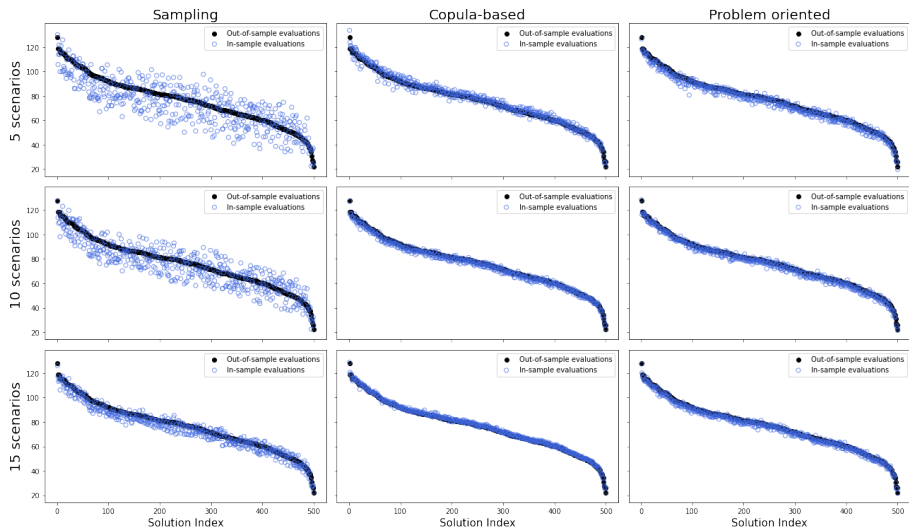 Sampling
Copula-based
Problem oriented
5 scenarios
120
100
80
60
40
20
Out-of-sample evaluations
In-sample evaluations
Out-of-sample evaluations
In-sample evaluations
Out-of-sample evaluations
In-sample evaluations
10 scenarios
120
100
80
60
40
20
Out-of-sample evaluations
In-sample evaluations
Out-of-sample evaluations
In-sample evaluations
Out-of-sample evaluations
In-sample evaluations
15 scenarios
120
100
80
60
40
20
Out-of-sample evaluations
In-sample evaluations
Out-of-sample evaluations
In-sample evaluations
Out-of-sample evaluations
In-sample evaluations
0 100 200 300 400 500
0 100 200 300 400 500
0 100 200 300 400 500
Solution Index
Solution Index
Solution Index